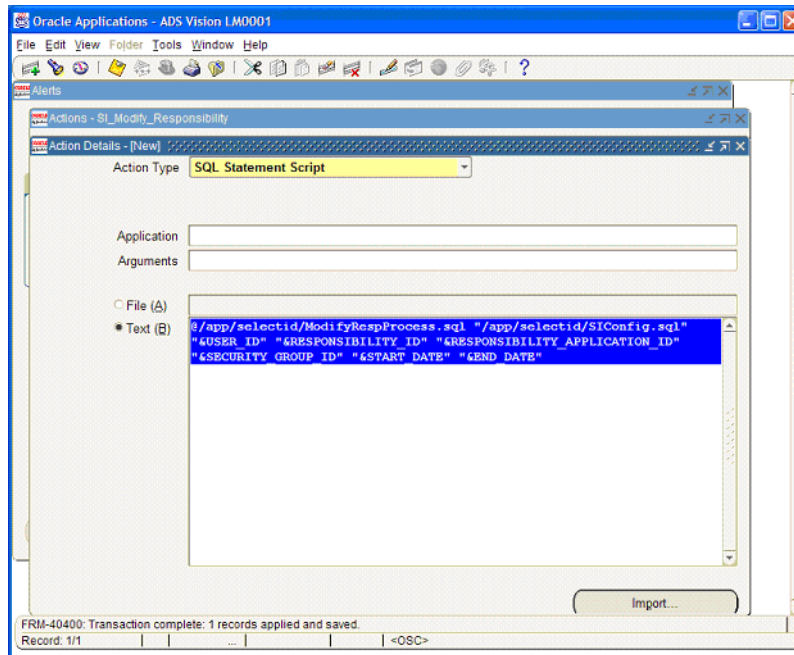 Oracle Applications - ADS Vision LM0001
File Edit View Folder Tools Window Help
Alerts
Actions - SI_Modify_Responsibility
Action Details - [New]
Action Type SQL Statement Script
Application
Arguments
File (A)
Text (B)
@/app/selectid/ModifyRespProcess.sql "/app/selectid/SIConfig.sql"
"&USER_ID" "&RESPONSIBILITY_ID" "&RESPONSIBILITY_APPLICATION_ID"
"&SECURITY_GROUP_ID" "&START_DATE" "&END_DATE"
Import...
FRM-40400: Transaction complete: 1 records applied and saved.
Record: 1/1 ... <OSC>